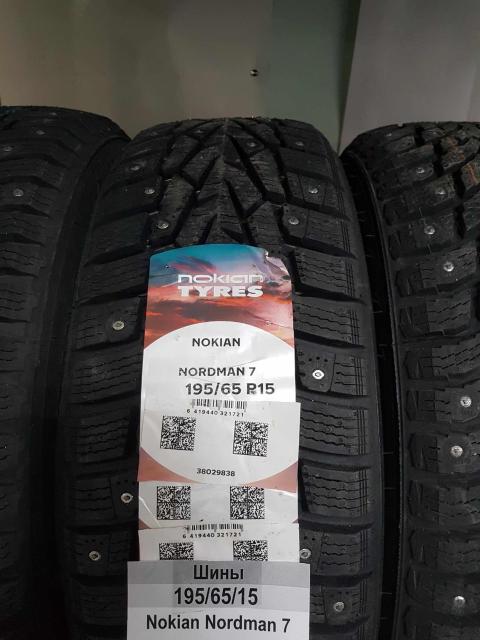 nokian
TYRES
NOKIAN
NORDMAN 7
195/65 R15
6 419440 321721
38029838
6 419440 321721
Шины
195/65/15
Nokian Nordman 7